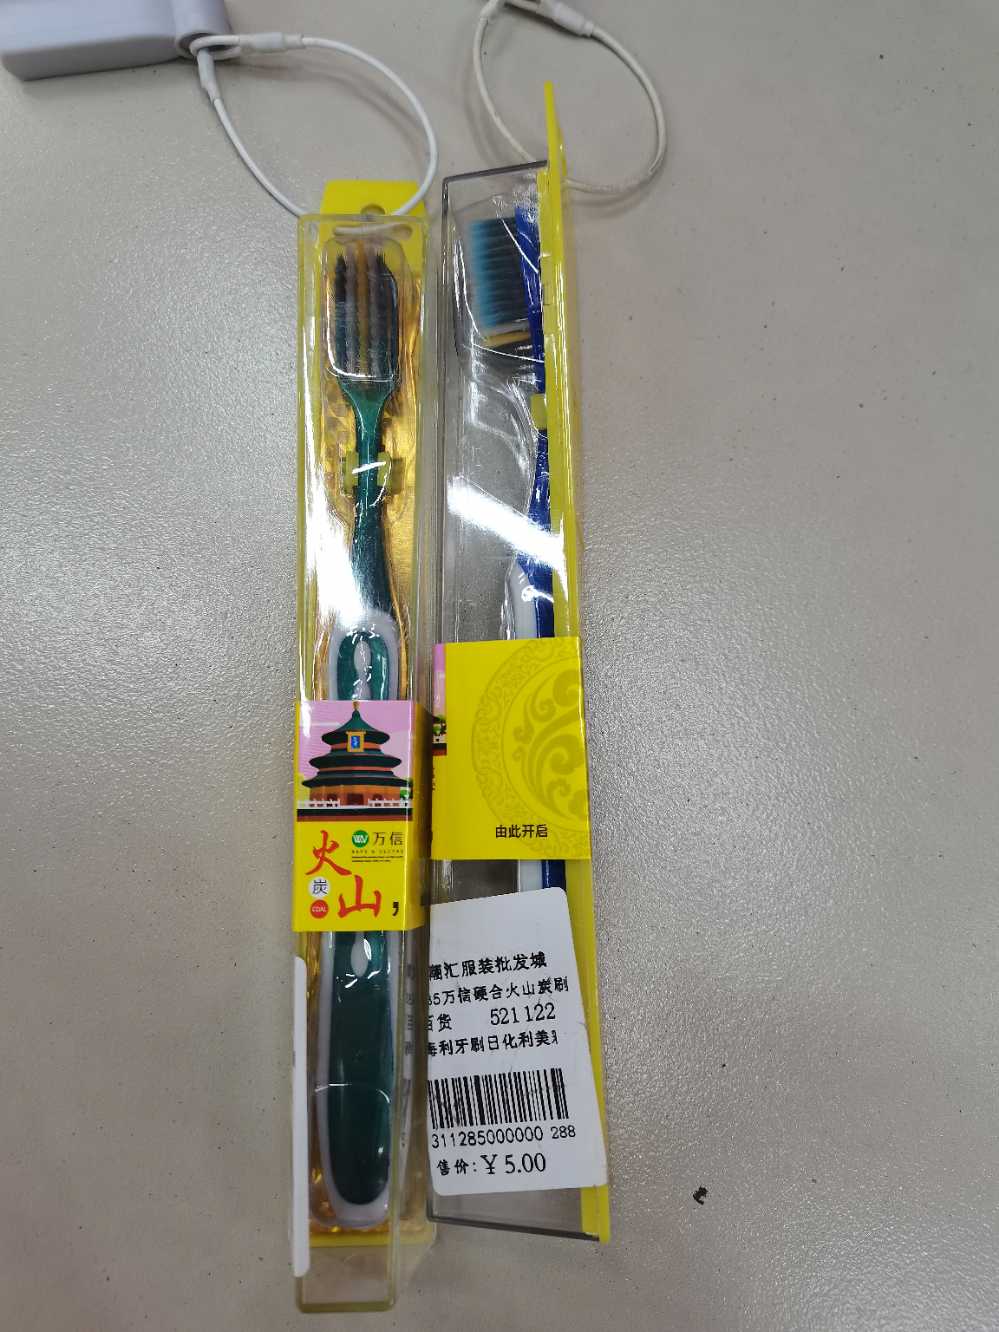 万信
火
炭
山
COAL
由此开启
潮汇服装批发城
85万信硬合火山炭刷
百货 521122
利牙刷日化利美
311285000000 288
售价:¥5.00